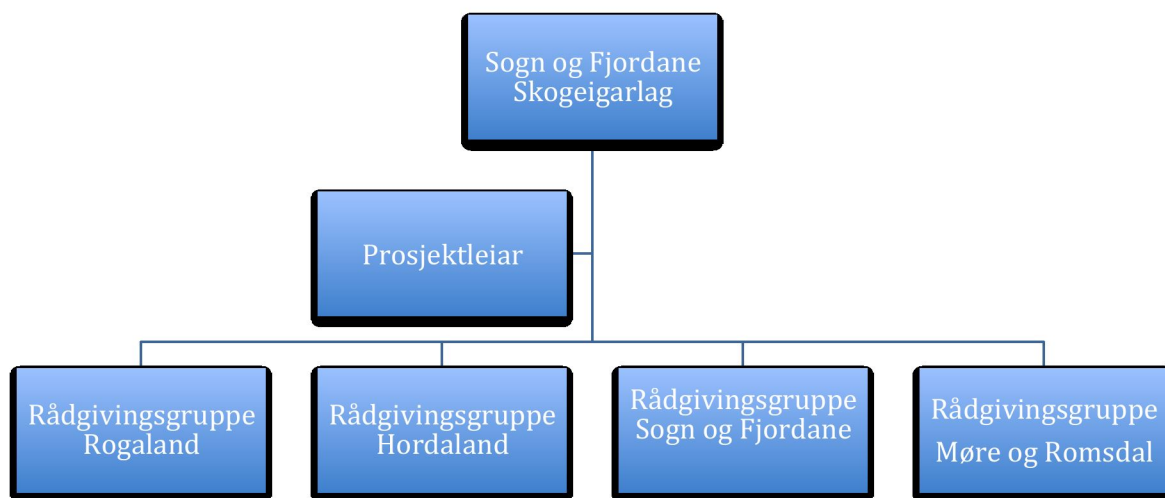 Sogn og Fjordane
Skogeigarlag
Prosjektleiar
Rådgivingsgruppe
Rogaland
Rådgivingsgruppe
Hordaland
Rådgivingsgruppe
Sogn og Fjordane
Rådgivingsgruppe
Møre og Romsdal